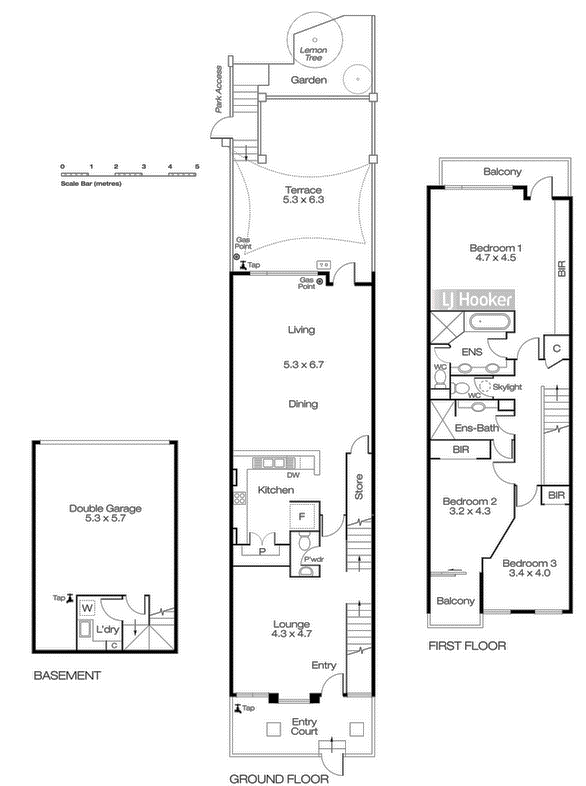 Lemon
Tree
Garden
Park Access
0 1 2 3 4 5
Scale Bar (metres)
Terrace
5.3 x 6.3
Gas
Point
Tap
Gas
Point
Living
5.3 x 6.7
Dining
DW
Kitchen
F
P
P'wdr
Store
Lounge
4.3 x 4.7
Entry
Tap
Entry
Court
GROUND FLOOR
Double Garage
5.3 x 5.7
Tap
W
L'dry
C
BASEMENT
Balcony
Bedroom 1
4.7 x 4.5
BIR
LJ Hooker
ENS
C
WC
WC
Skylight
Ens-Bath
BIR
BIR
Bedroom 2
3.2 x 4.3
Bedroom 3
3.4 x 4.0
Balcony
FIRST FLOOR